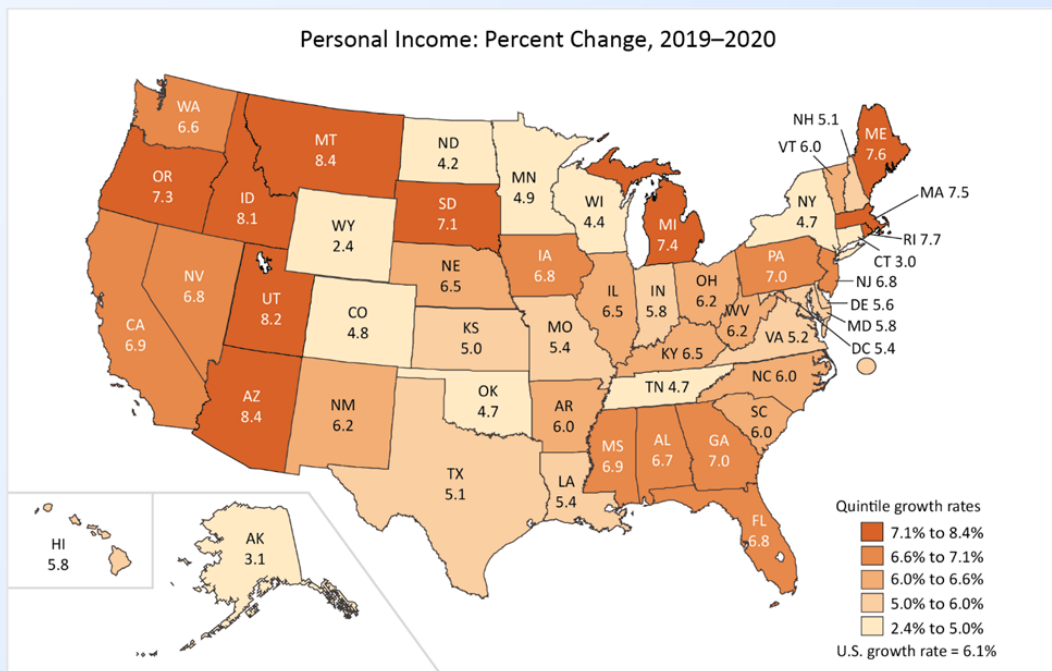 Personal Income: Percent Change, 2019–2020
WA
6.6
OR
7.3
CA
6.9
NV
6.8
ID
8.1
MT
8.4
WY
2.4
UT
8.2
AZ
8.4
CO
4.8
NM
6.2
ND
4.2
SD
7.1
NE
6.5
KS
5.0
OK
4.7
TX
5.1
MN
4.9
IA
6.8
MO
5.4
AR
6.0
LA
5.4
WI
4.4
IL
6.5
MI
7.4
IN
5.8
OH
6.2
KY 6.5
TN 4.7
MS
6.9
AL
6.7
GA
7.0
FL
6.8
SC
6.0
NC 6.0
VA 5.2
WV
6.2
PA
7.0
NY
4.7
VT 6.0
NH 5.1
ME
7.6
MA 7.5
RI 7.7
CT 3.0
NJ 6.8
DE 5.6
MD 5.8
DC 5.4
HI
5.8
AK
3.1
Quintile growth rates
7.1% to 8.4%
6.6% to 7.1%
6.0% to 6.6%
5.0% to 6.0%
2.4% to 5.0%
U.S. growth rate = 6.1%